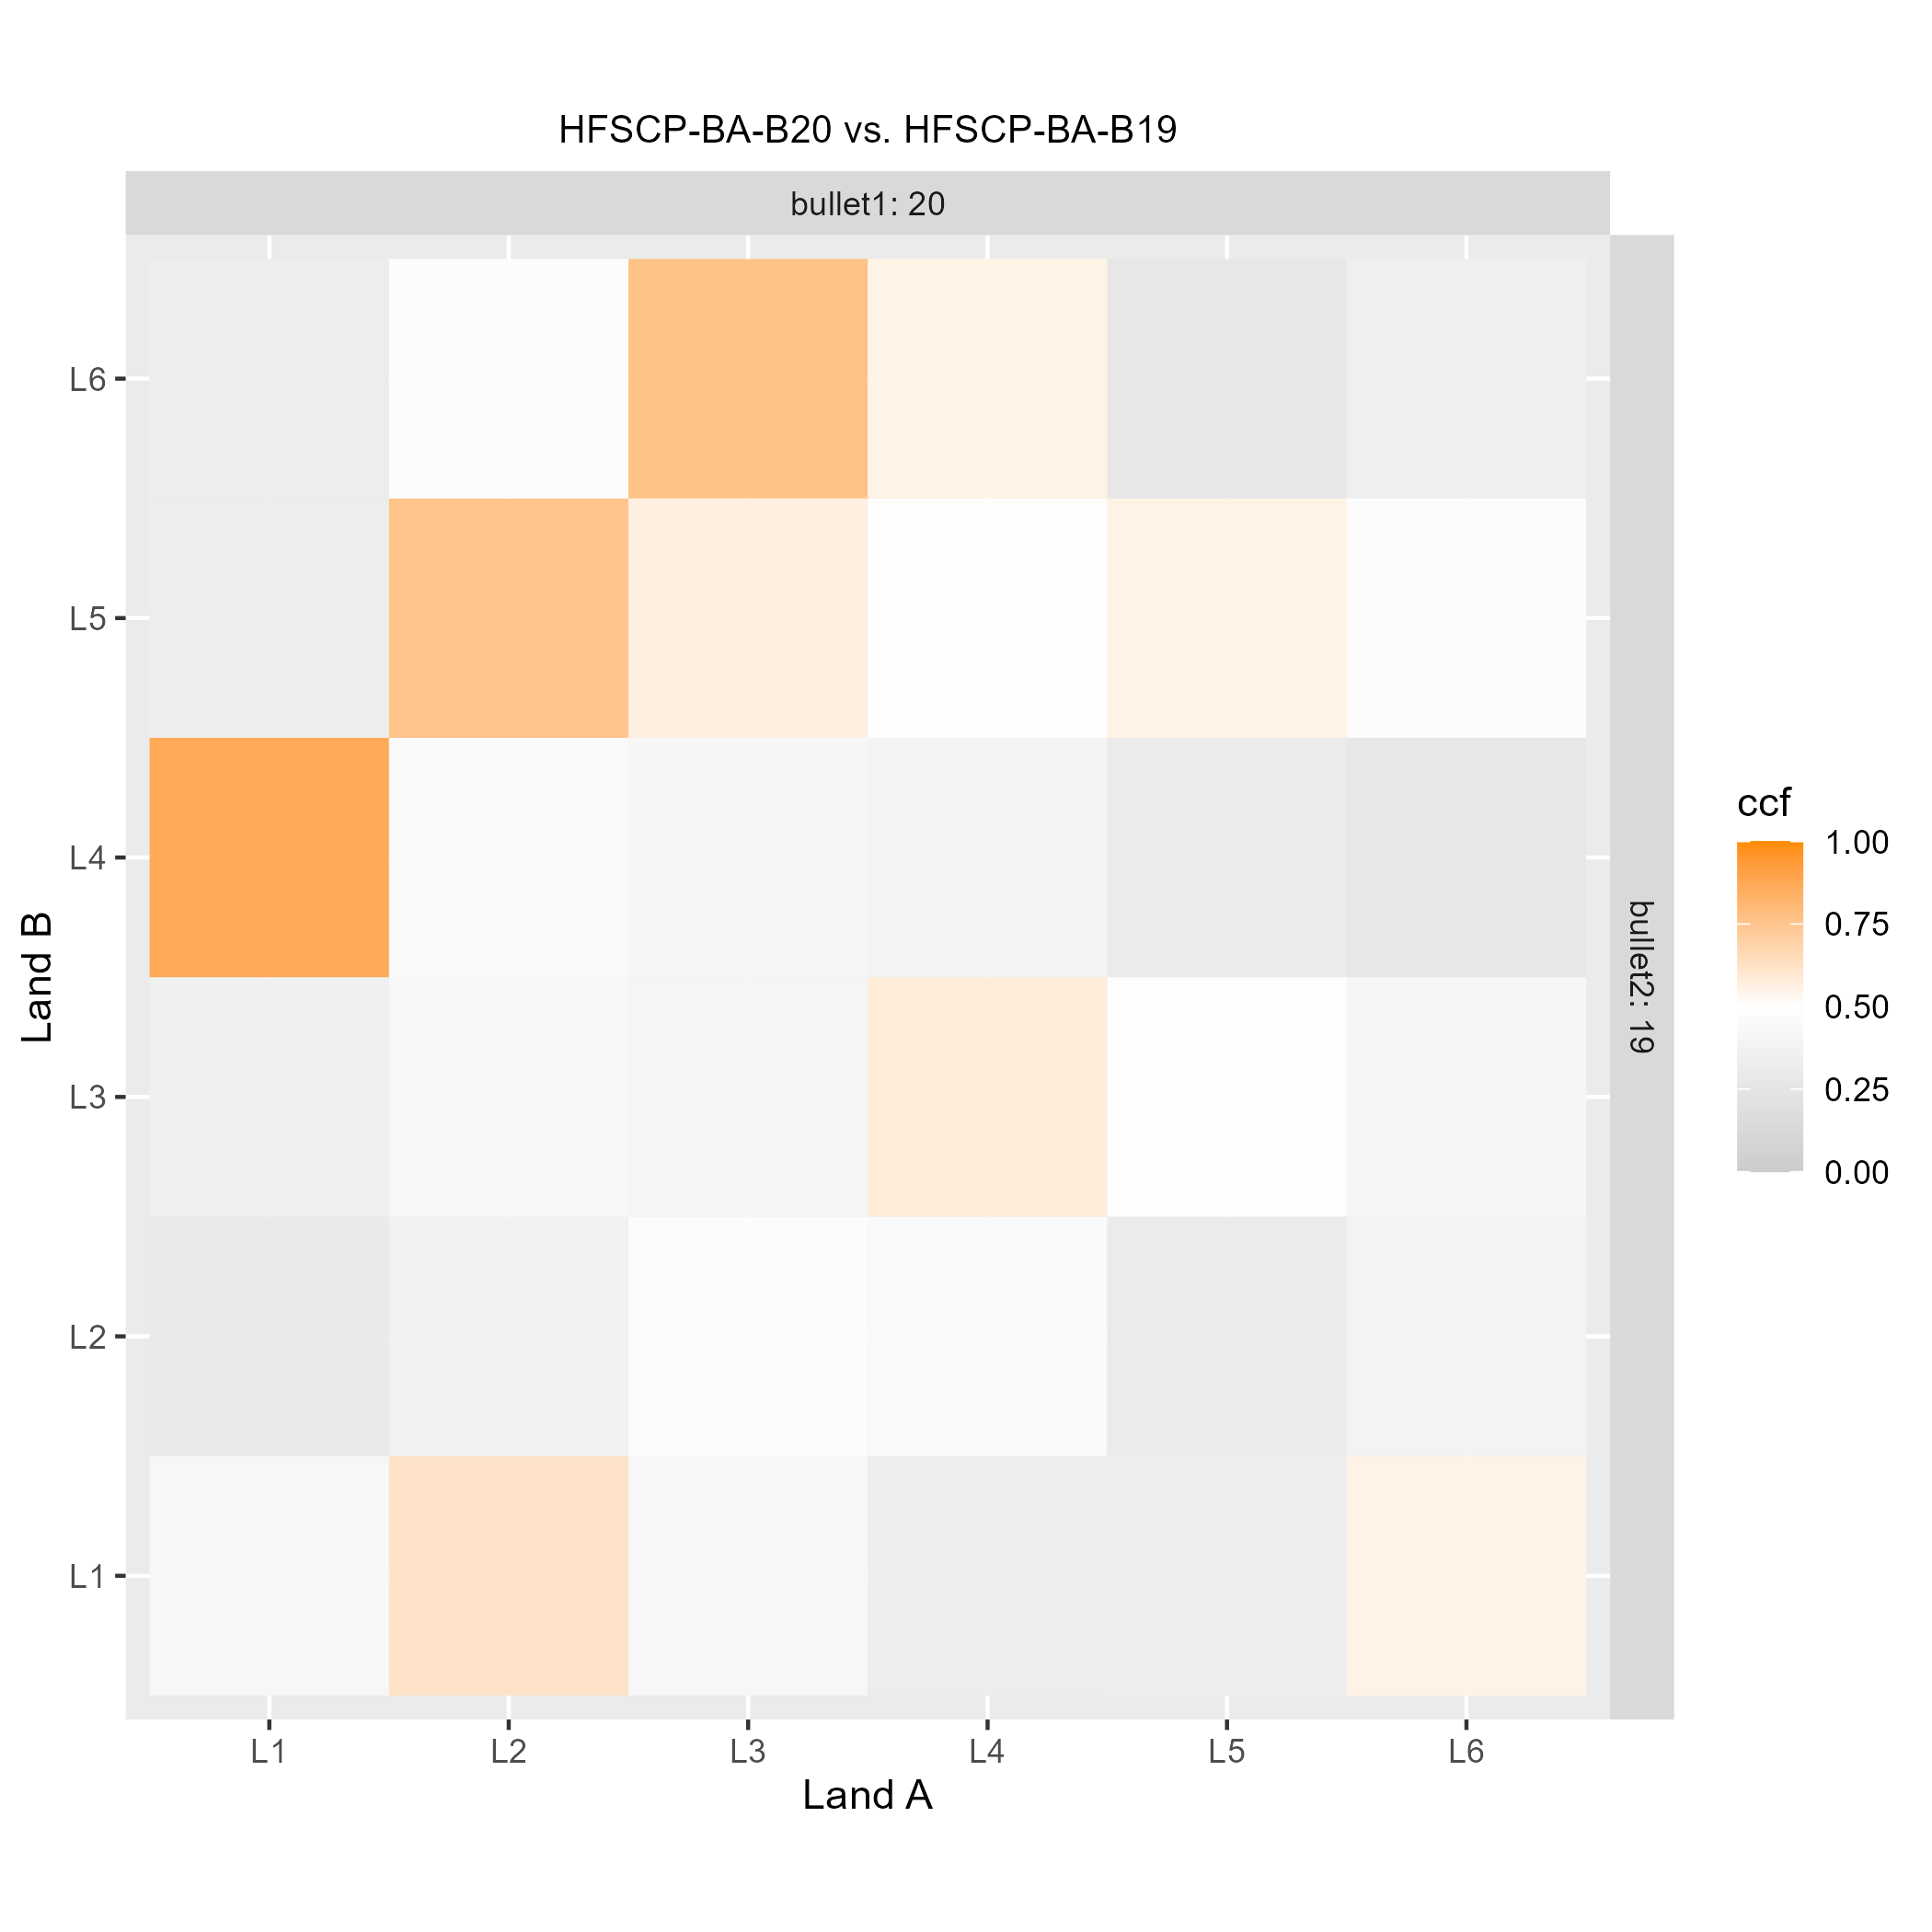 HFSCP-BA-B20 vs. HFSCP-BA-B19
bullet1: 20
L6
L5
L4
L3
L2
L1
Land B
bullet2: 19
L1 L2 L3 L4 L5 L6
Land A
ccf
1.00
0.75
0.50
0.25
0.00